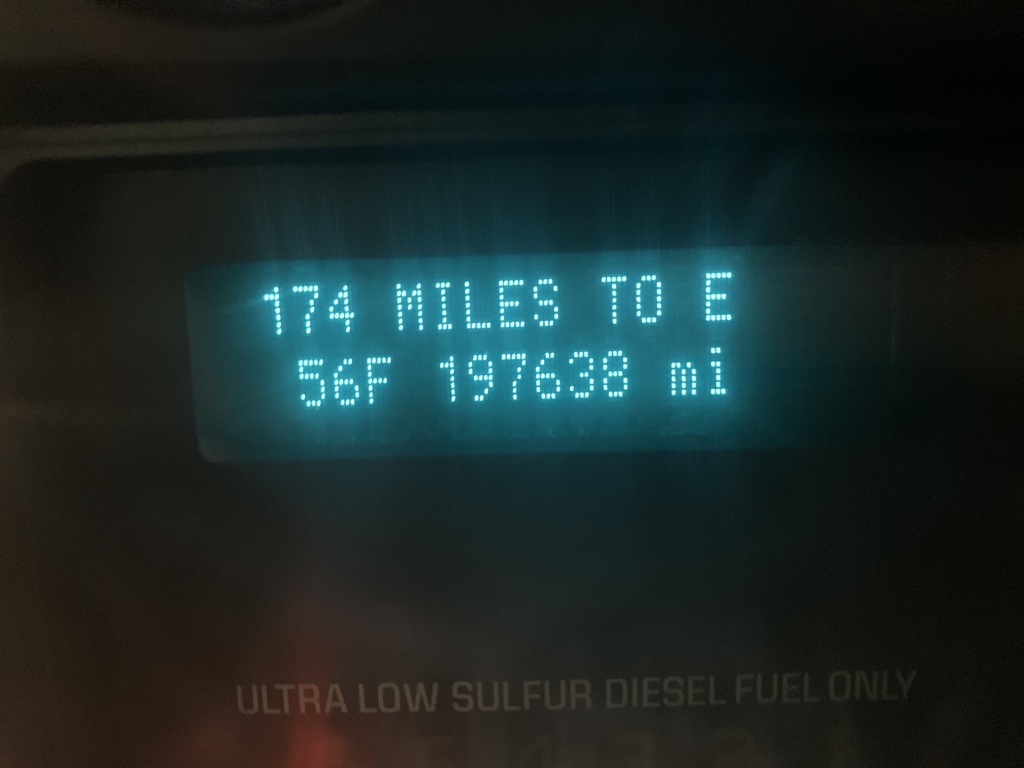 174 MILES TO E
56F 197638 mi
ULTRA LOW SULFUR DIESEL FUEL ONLY